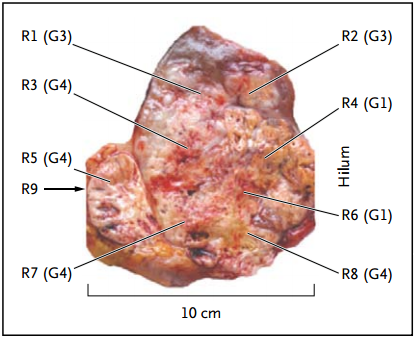 R1 (G3)
R2 (G3)
R3 (G4)
R4 (G1)
R5 (G4)
Hilum
R9
R6 (G1)
R7 (G4)
R8 (G4)
10 cm